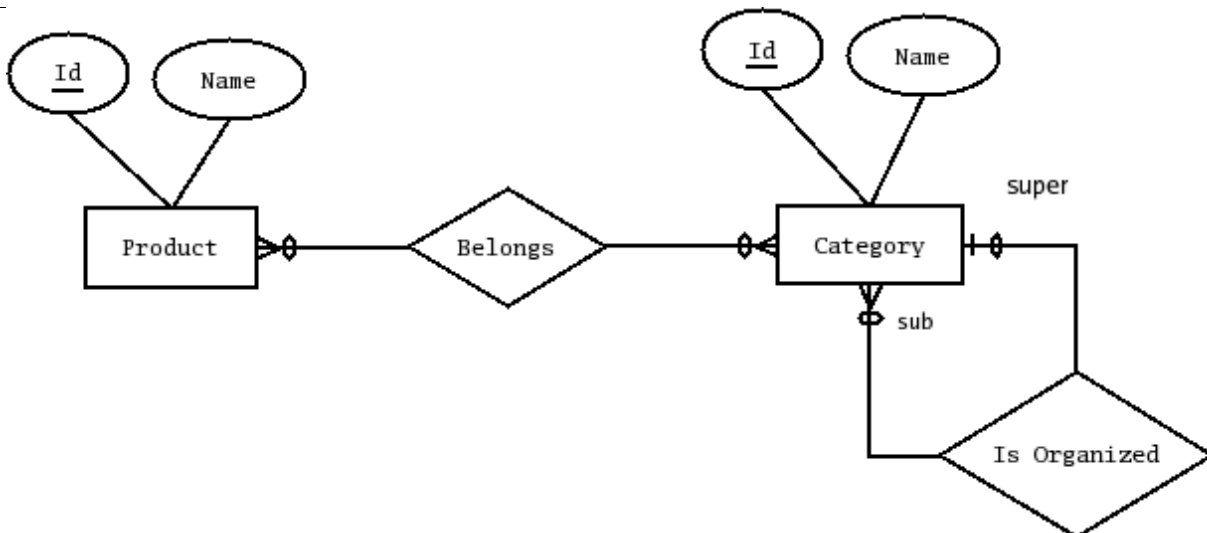 Id
Name
Id
Name
super
Product
Belongs
Category
sub
Is Organized